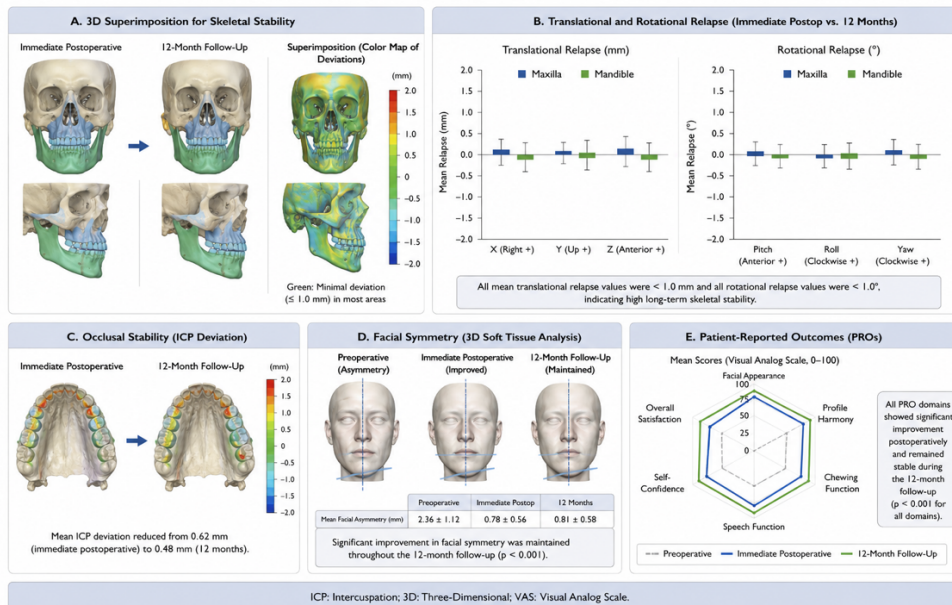 A. 3D Superimposition for Skeletal Stability
Immediate Postoperative
12-Month Follow-Up
Superimposition (Color Map of
Deviations)
(mm)
2.0
1.5
1.0
0.5
0.0
−0.5
−1.0
−1.5
−2.0
Green: Minimal deviation
(≤ 1.0 mm) in most areas
B. Translational and Rotational Relapse (Immediate Postop vs. 12 Months)
Translational Relapse (mm)
Maxilla
Mandible
Mean Relapse (mm)
2.0
1.5
1.0
0.5
0.0
−0.5
−1.0
−1.5
−2.0
X (Right +)
Y (Up +)
Z (Anterior +)
Rotational Relapse (°)
Maxilla
Mandible
Mean Relapse (°)
2.0
1.5
1.0
0.5
0.0
−0.5
−1.0
−1.5
−2.0
Pitch
(Anterior +)
Roll
(Clockwise +)
Yaw
(Clockwise +)
All mean translational relapse values were < 1.0 mm and all rotational relapse values were < 1.0°,
indicating high long-term skeletal stability.
C. Occlusal Stability (ICP Deviation)
Immediate Postoperative
12-Month Follow-Up
(mm)
2.0
1.5
1.0
0.5
0.0
−0.5
−1.0
−1.5
−2.0
Mean ICP deviation reduced from 0.62 mm
(immediate postoperative) to 0.48 mm (12 months).
D. Facial Symmetry (3D Soft Tissue Analysis)
Preoperative
(Asymmetry)
Immediate Postoperative
(Improved)
12-Month Follow-Up
(Maintained)
Preoperative
Immediate Postop
12 Months
Mean Facial Asymmetry (mm)
2.36 ± 1.12
0.78 ± 0.56
0.81 ± 0.58
Significant improvement in facial symmetry was maintained
throughout the 12-month follow-up (p < 0.001).
E. Patient-Reported Outcomes (PROs)
Mean Scores (Visual Analog Scale, 0–100)
Facial Appearance
100
75
50
25
0
Overall
Satisfaction
Profile
Harmony
Self-
Confidence
Chewing
Function
Speech Function
Preoperative
Immediate Postoperative
12-Month Follow-Up
All PRO domains
showed significant
improvement
postoperatively
and remained
stable during
the 12-month
follow-up
(p < 0.001 for
all domains).
ICP: Intercuspation; 3D: Three-Dimensional; VAS: Visual Analog Scale.